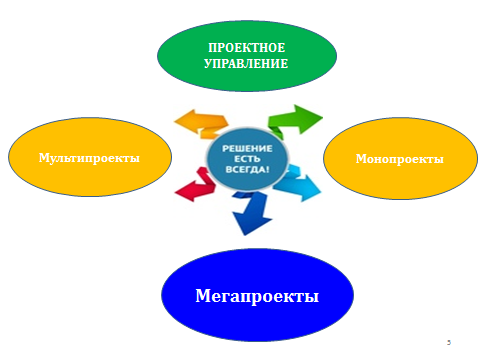 ПРОЕКТНОЕ
УПРАВЛЕНИЕ
Мультипроекты
РЕШЕНИЕ
ЕСТЬ
ВСЕГДА!
Монопроекты
Мегапроекты
5